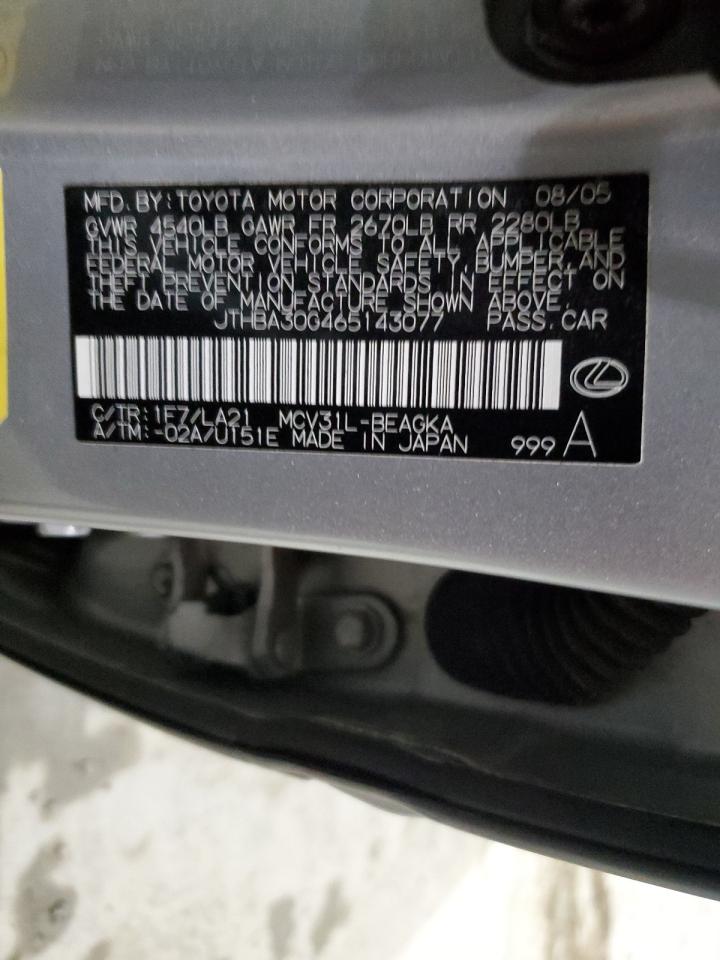 MFD. BY: TOYOTA MOTOR CORPORATION 08/05
GVWR 4540LB GAWR FR 2670LB RR 2280LB
THIS VEHICLE CONFORMS TO ALL APPLICABLE
FEDERAL MOTOR VEHICLE SAFETY, BUMPER, AND
THEFT PREVENTION STANDARDS IN EFFECT ON
THE DATE OF MANUFACTURE SHOWN ABOVE.
JTHBA30G465143077 PASS. CAR
C/TR: 1F7/LA21 MCV31L-BEAGKA
A/TM: -02A/U151E MADE IN JAPAN 999 A